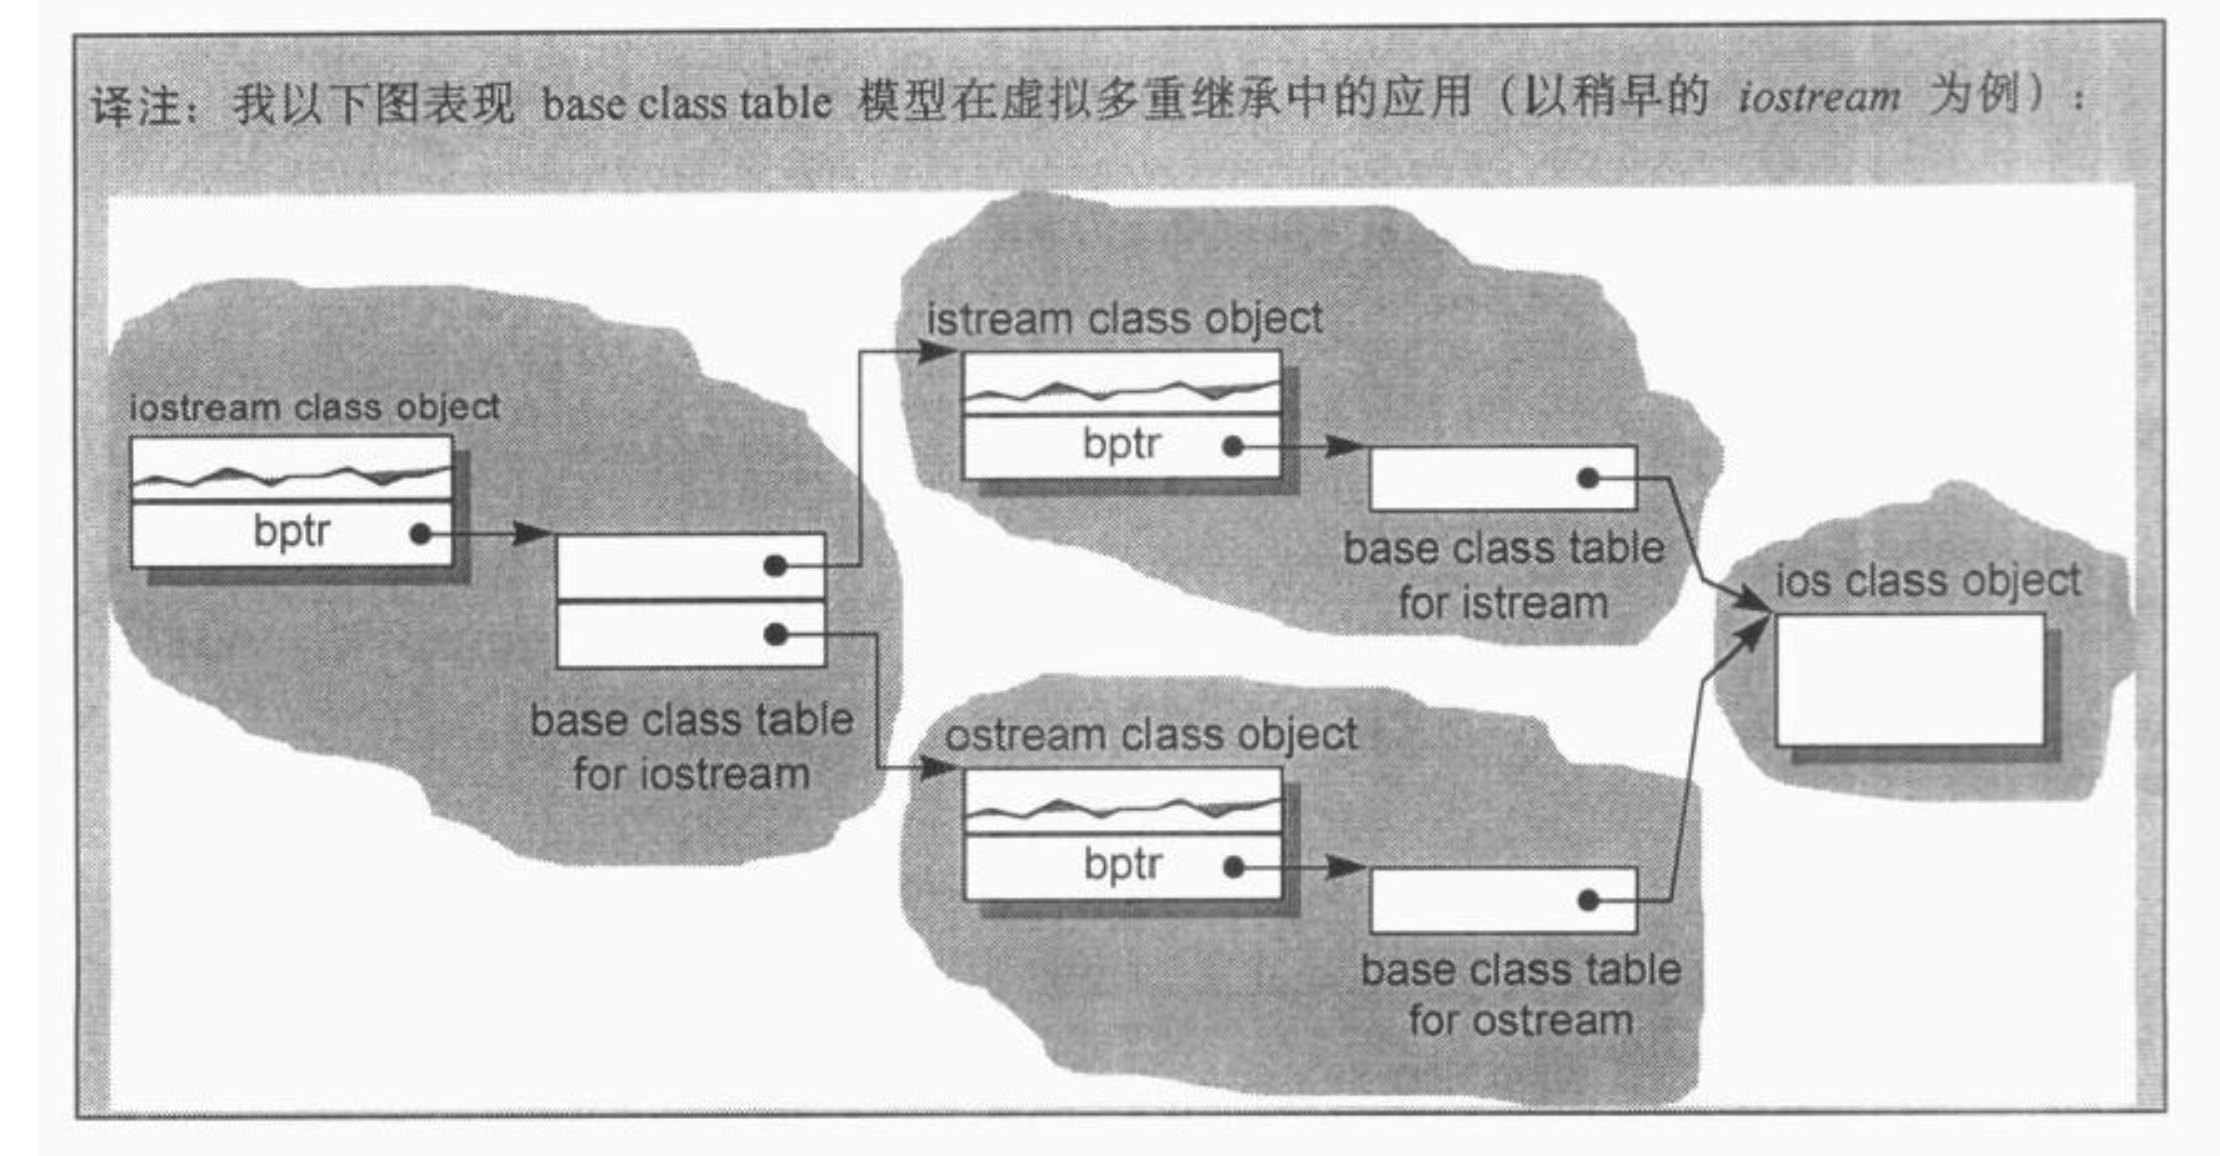 译注：我以下图表现 base class table 模型在虚拟多重继承中的应用（以稍早的 iostream 为例）：
iostream class object
bptr
base class table
for iostream
istream class object
bptr
base class table
for istream
ostream class object
bptr
base class table
for ostream
ios class object